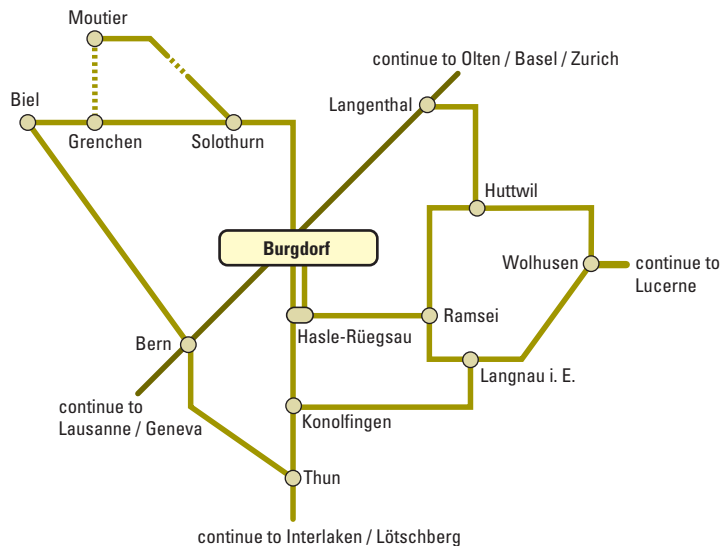 Moutier
continue to Olten / Basel / Zurich
Biel
Langenthal
Grenchen
Solothurn
Huttwil
Burgdorf
Wolhusen
continue to
Lucerne
Ramsei
Hasle-Rüegsau
Bern
Langnau i. E.
continue to
Lausanne / Geneva
Konolfingen
Thun
continue to Interlaken / Lötschberg